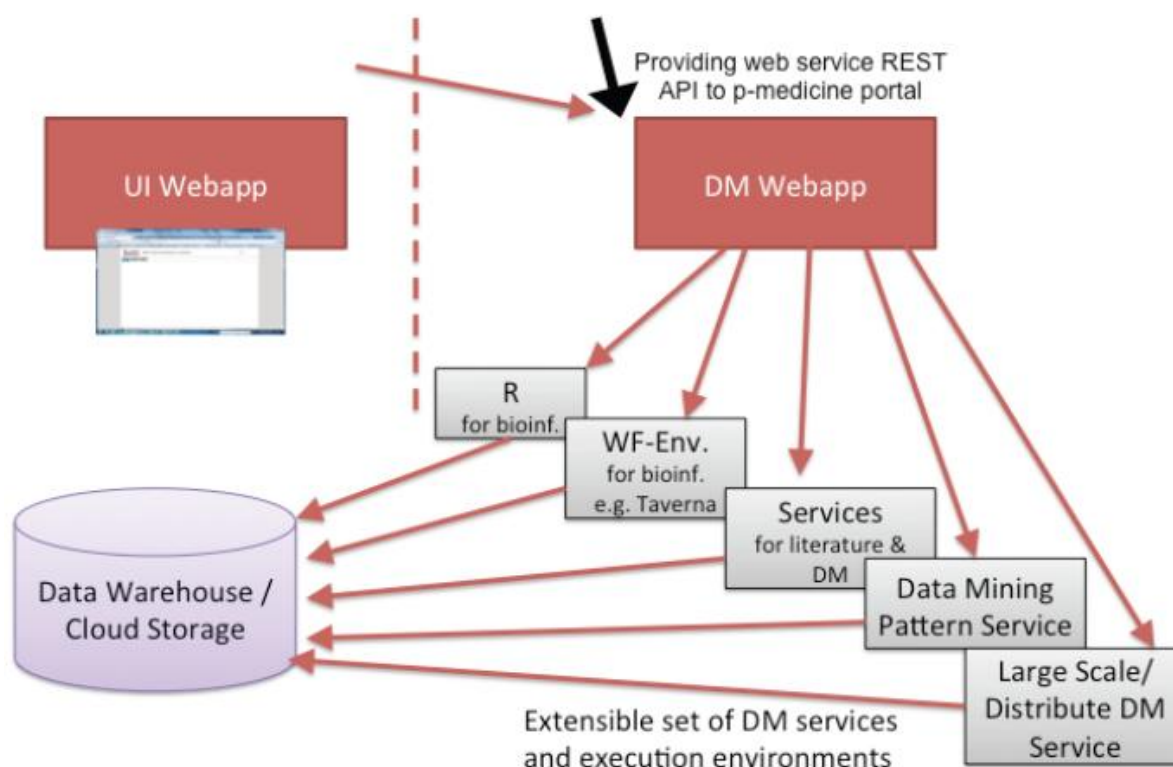 Providing web service REST
API to p-medicine portal
UI Webapp
DM Webapp
R
for bioinf.
WF-Env.
for bioinf.
e.g. Taverna
Services
for literature &
DM
Data Warehouse /
Cloud Storage
Data Mining
Pattern Service
Large Scale/
Distribute DM
Service
Extensible set of DM services
and execution environments